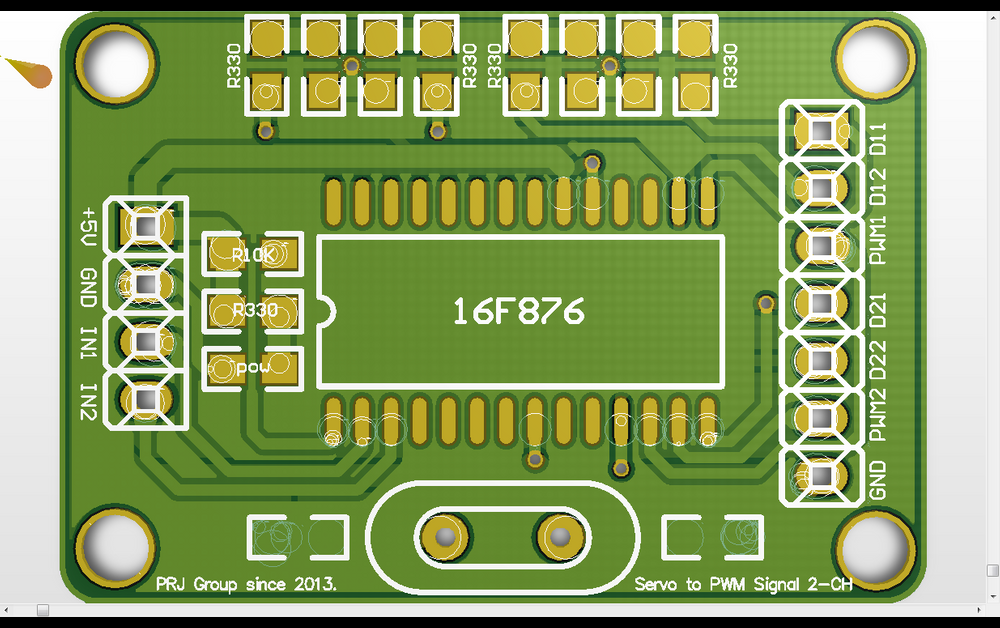 R330
R330
R330
R330
D11
D12
PWM1
D21
D22
PWM2
GND
+5V
GND
IN1
IN2
R10K
R330
pow
16F876
PRJ Group since 2013.
Servo to PWM Signal 2-CH